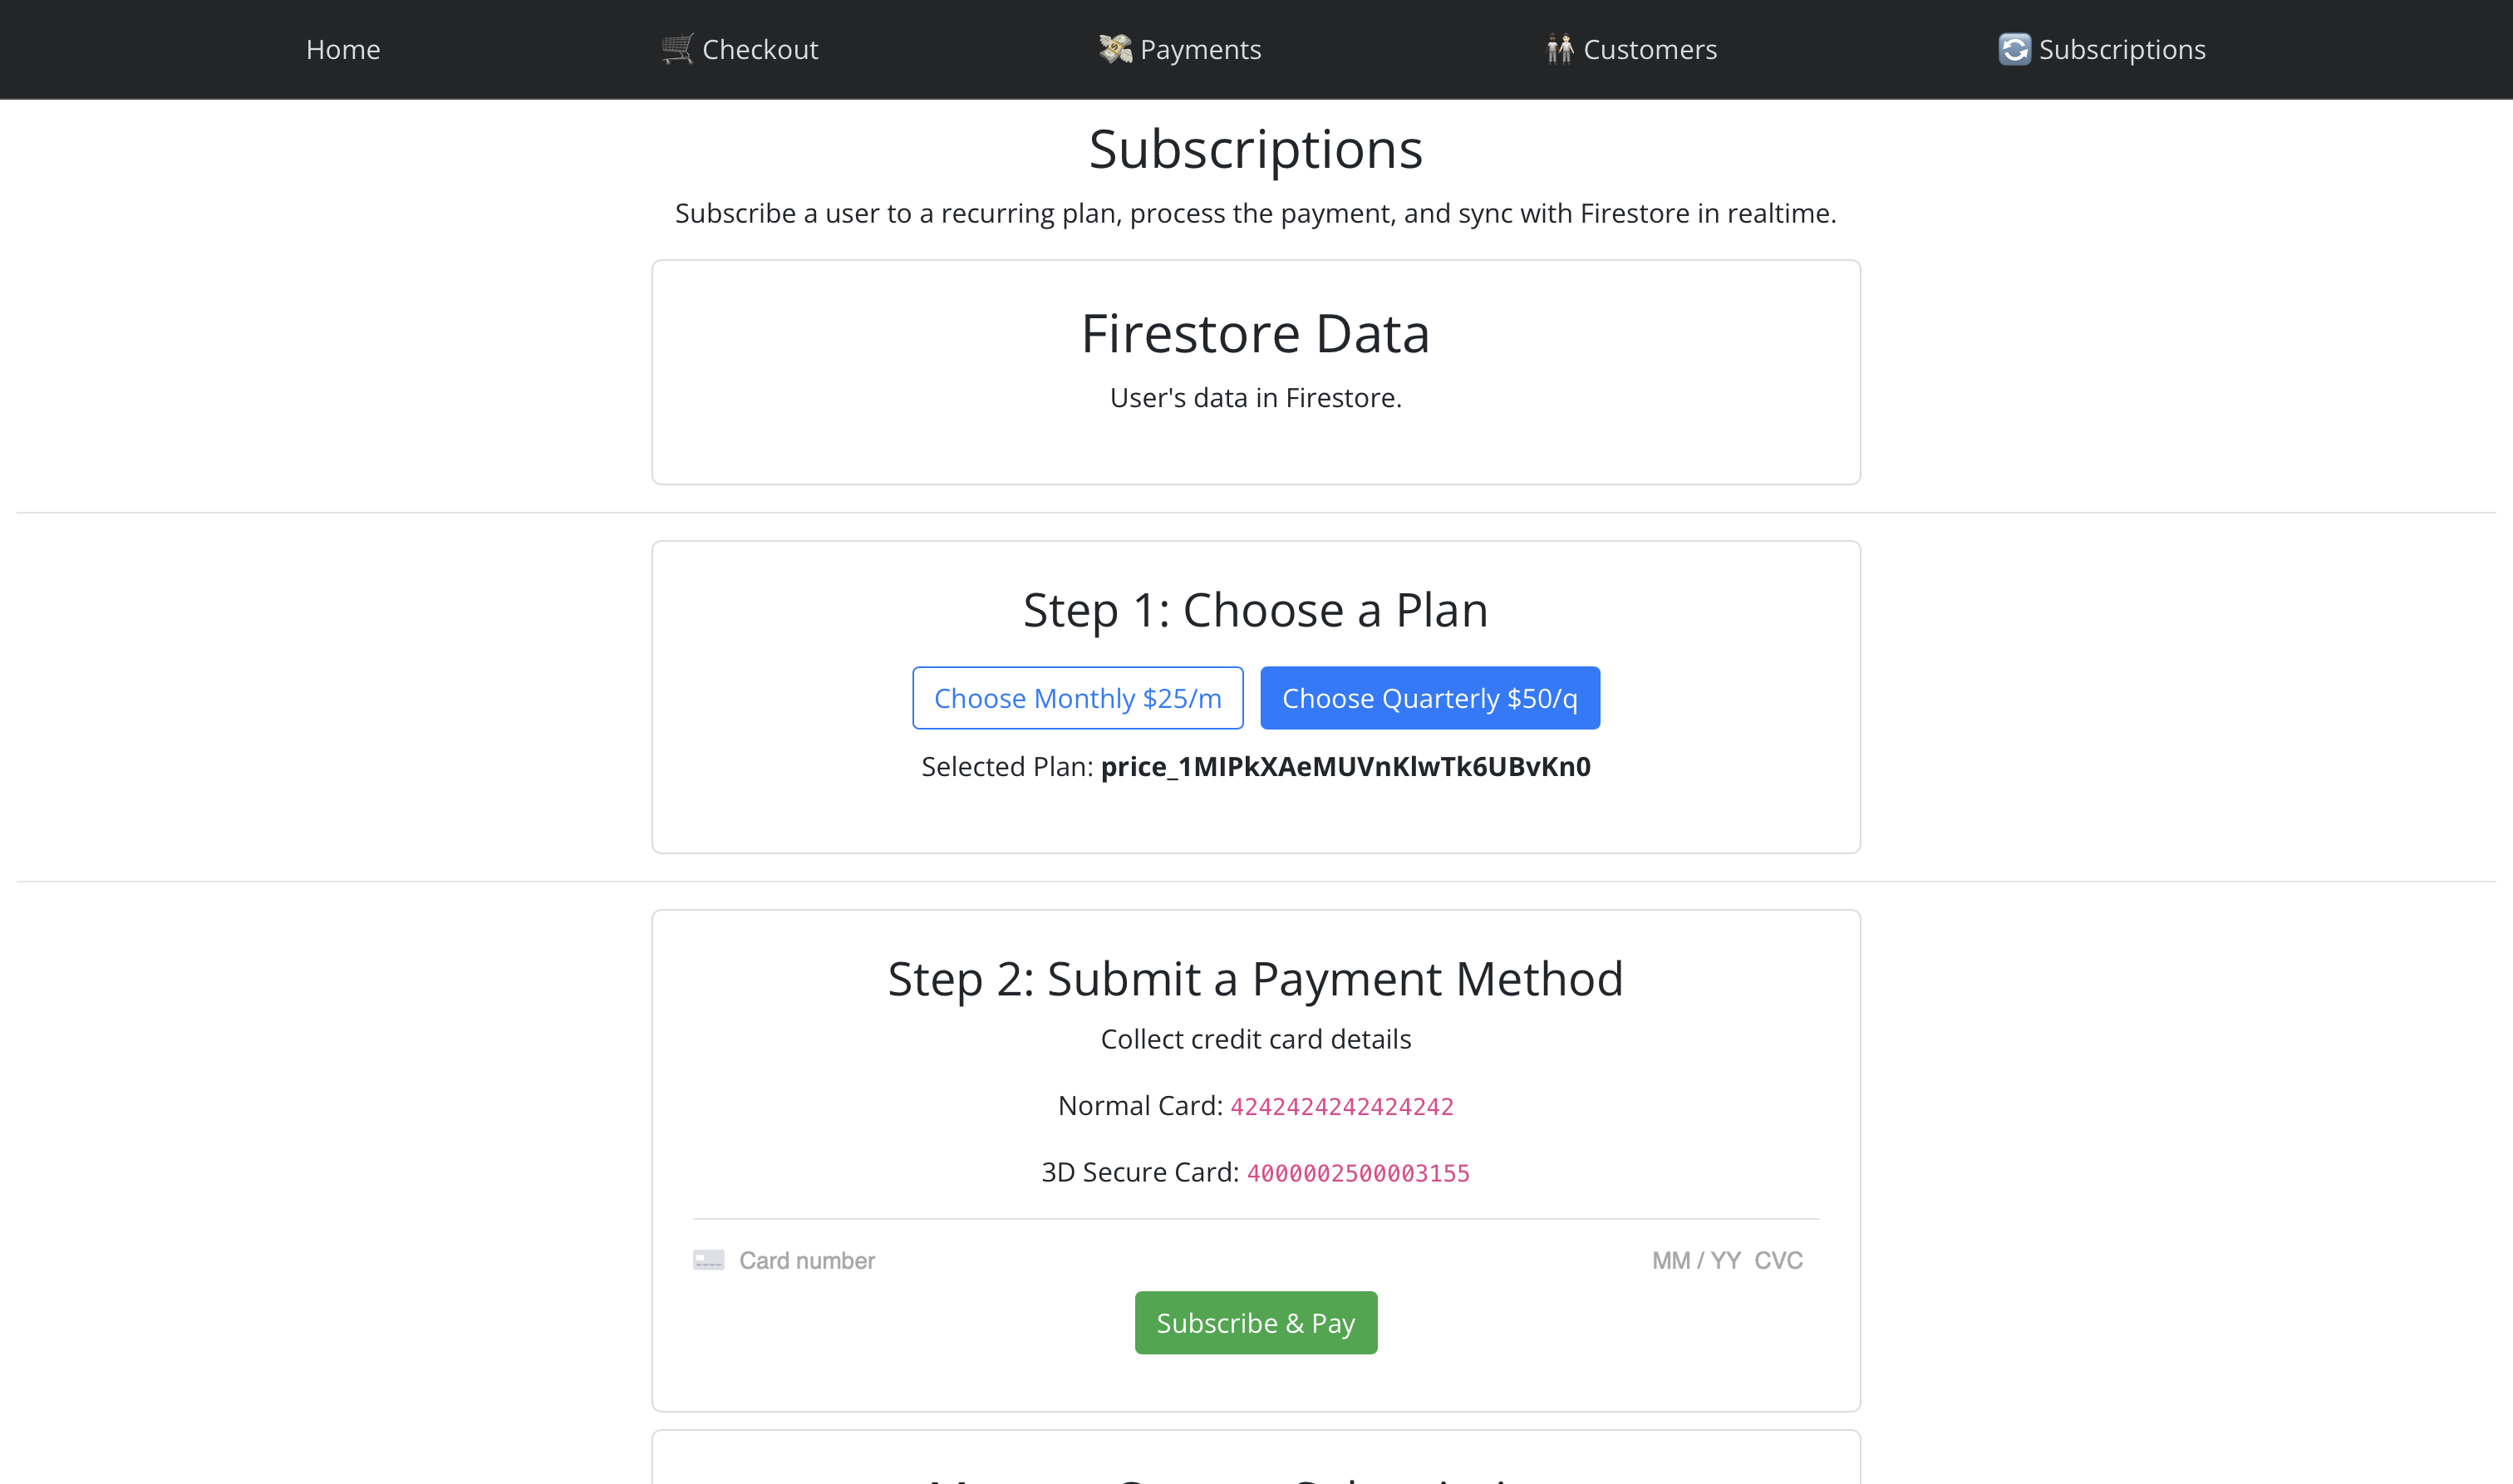 Home Checkout Payments Customers Subscriptions
Subscriptions
Subscribe a user to a recurring plan, process the payment, and sync with Firestore in realtime.
Firestore Data
User's data in Firestore.
Step 1: Choose a Plan
Choose Monthly $25/m Choose Quarterly $50/q
Selected Plan: price_1MIPkXAeMUVnKlwTk6UBvKn0
Step 2: Submit a Payment Method
Collect credit card details
Normal Card: 4242424242424242
3D Secure Card: 4000002500003155
Card number MM / YY CVC
Subscribe & Pay